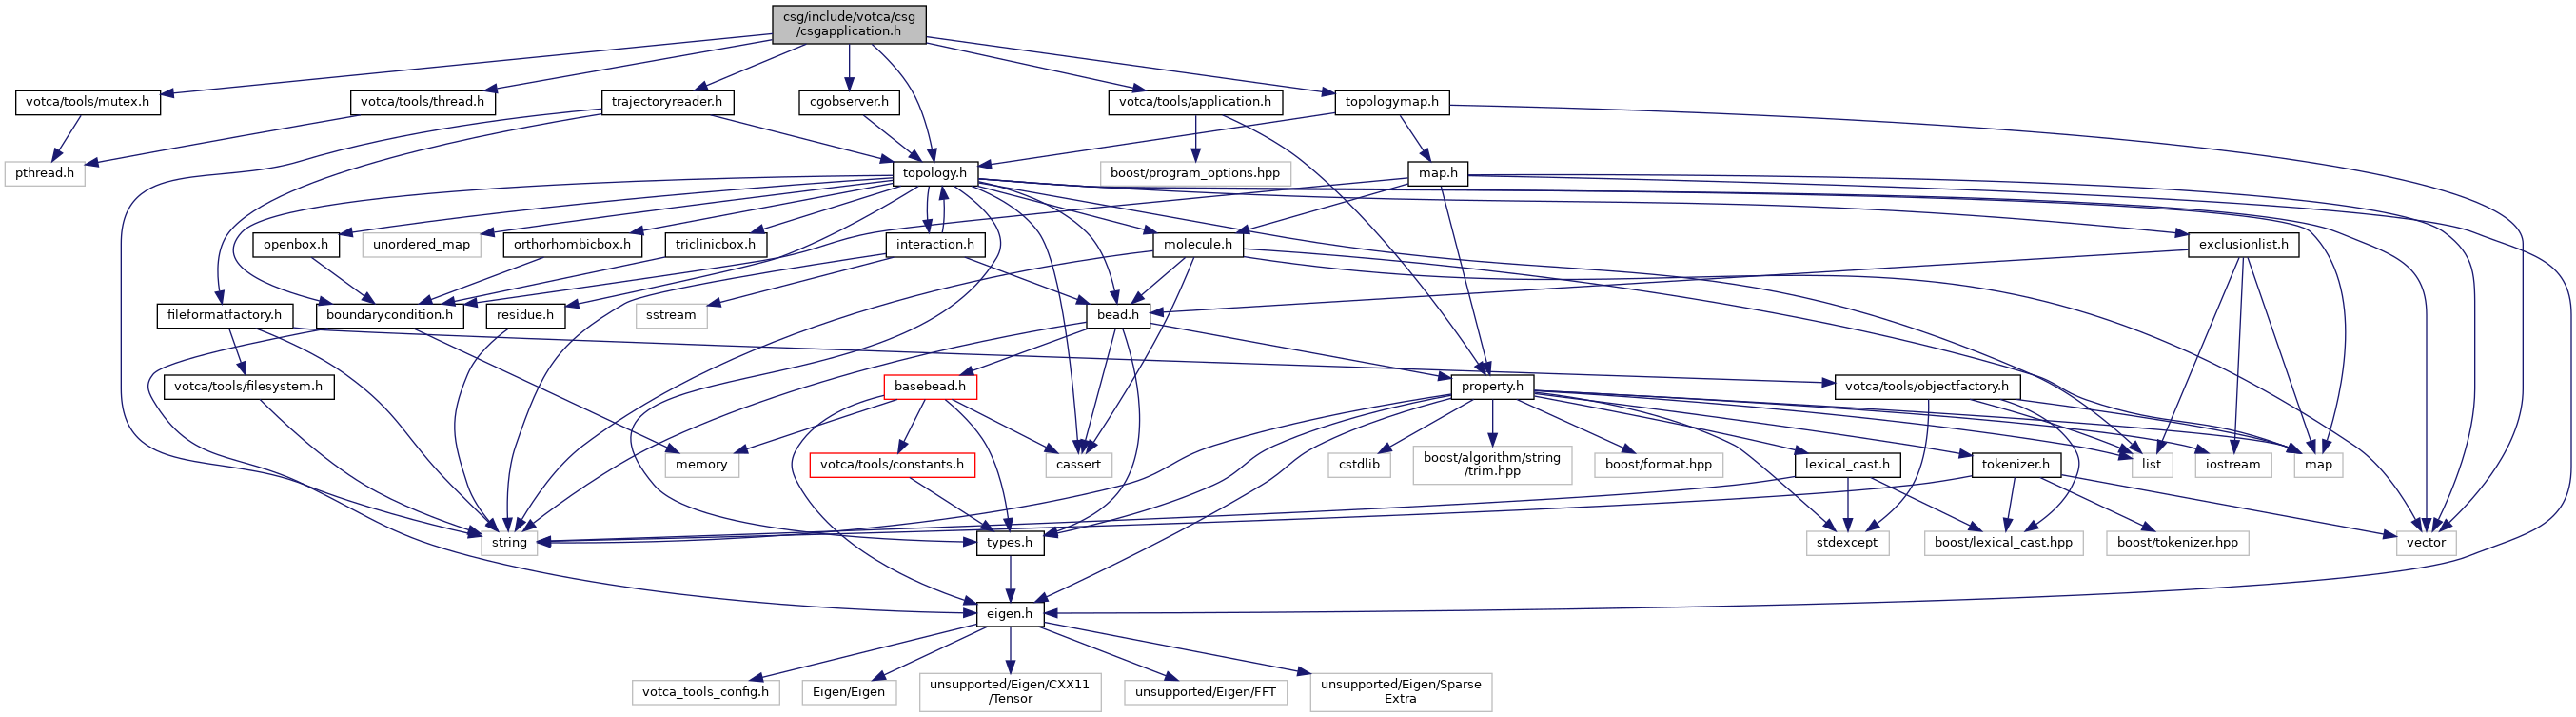 csg/include/votca/csg
/csgapplication.h
votca/tools/mutex.h
votca/tools/thread.h
trajectoryreader.h
cgobserver.h
votca/tools/application.h
topologymap.h
pthread.h
topology.h
boost/program_options.hpp
map.h
openbox.h
unordered_map
orthorhombicbox.h
triclinicbox.h
interaction.h
molecule.h
exclusionlist.h
fileformatfactory.h
boundarycondition.h
residue.h
sstream
bead.h
votca/tools/filesystem.h
basebead.h
property.h
votca/tools/objectfactory.h
memory
votca/tools/constants.h
cassert
cstdlib
boost/algorithm/string
/trim.hpp
boost/format.hpp
lexical_cast.h
tokenizer.h
list
iostream
map
string
types.h
stdexcept
boost/lexical_cast.hpp
boost/tokenizer.hpp
vector
eigen.h
votca_tools_config.h
Eigen/Eigen
unsupported/Eigen/CXX11
/Tensor
unsupported/Eigen/FFT
unsupported/Eigen/Sparse
Extra